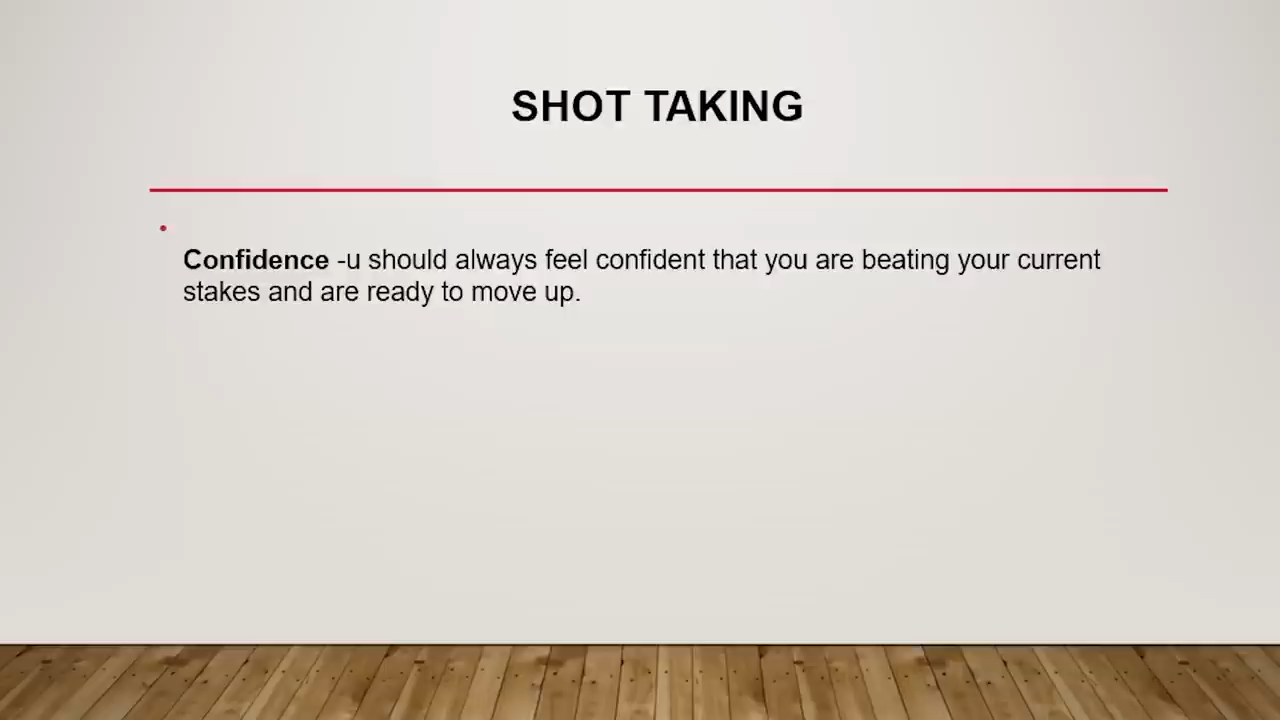 SHOT TAKING
• 
Confidence -u should always feel confident that you are beating your current
stakes and are ready to move up.